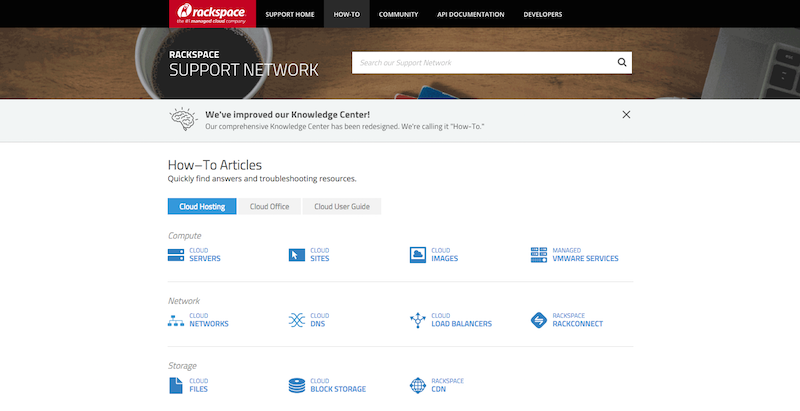 rackspace
the #1 managed cloud company
SUPPORT HOME
HOW-TO
COMMUNITY
API DOCUMENTATION
DEVELOPERS
RACKSPACE
SUPPORT NETWORK
Search our Support Network
We've improved our Knowledge Center!
Our comprehensive Knowledge Center has been redesigned. We're calling it "How-To."
How–To Articles
Quickly find answers and troubleshooting resources.
Cloud Hosting
Cloud Office
Cloud User Guide
Compute
CLOUD
SERVERS
CLOUD
SITES
CLOUD
IMAGES
MANAGED
VMWARE SERVICES
Network
CLOUD
NETWORKS
CLOUD
DNS
CLOUD
LOAD BALANCERS
RACKSPACE
RACKCONNECT
Storage
CLOUD
FILES
CLOUD
BLOCK STORAGE
RACKSPACE
CDN